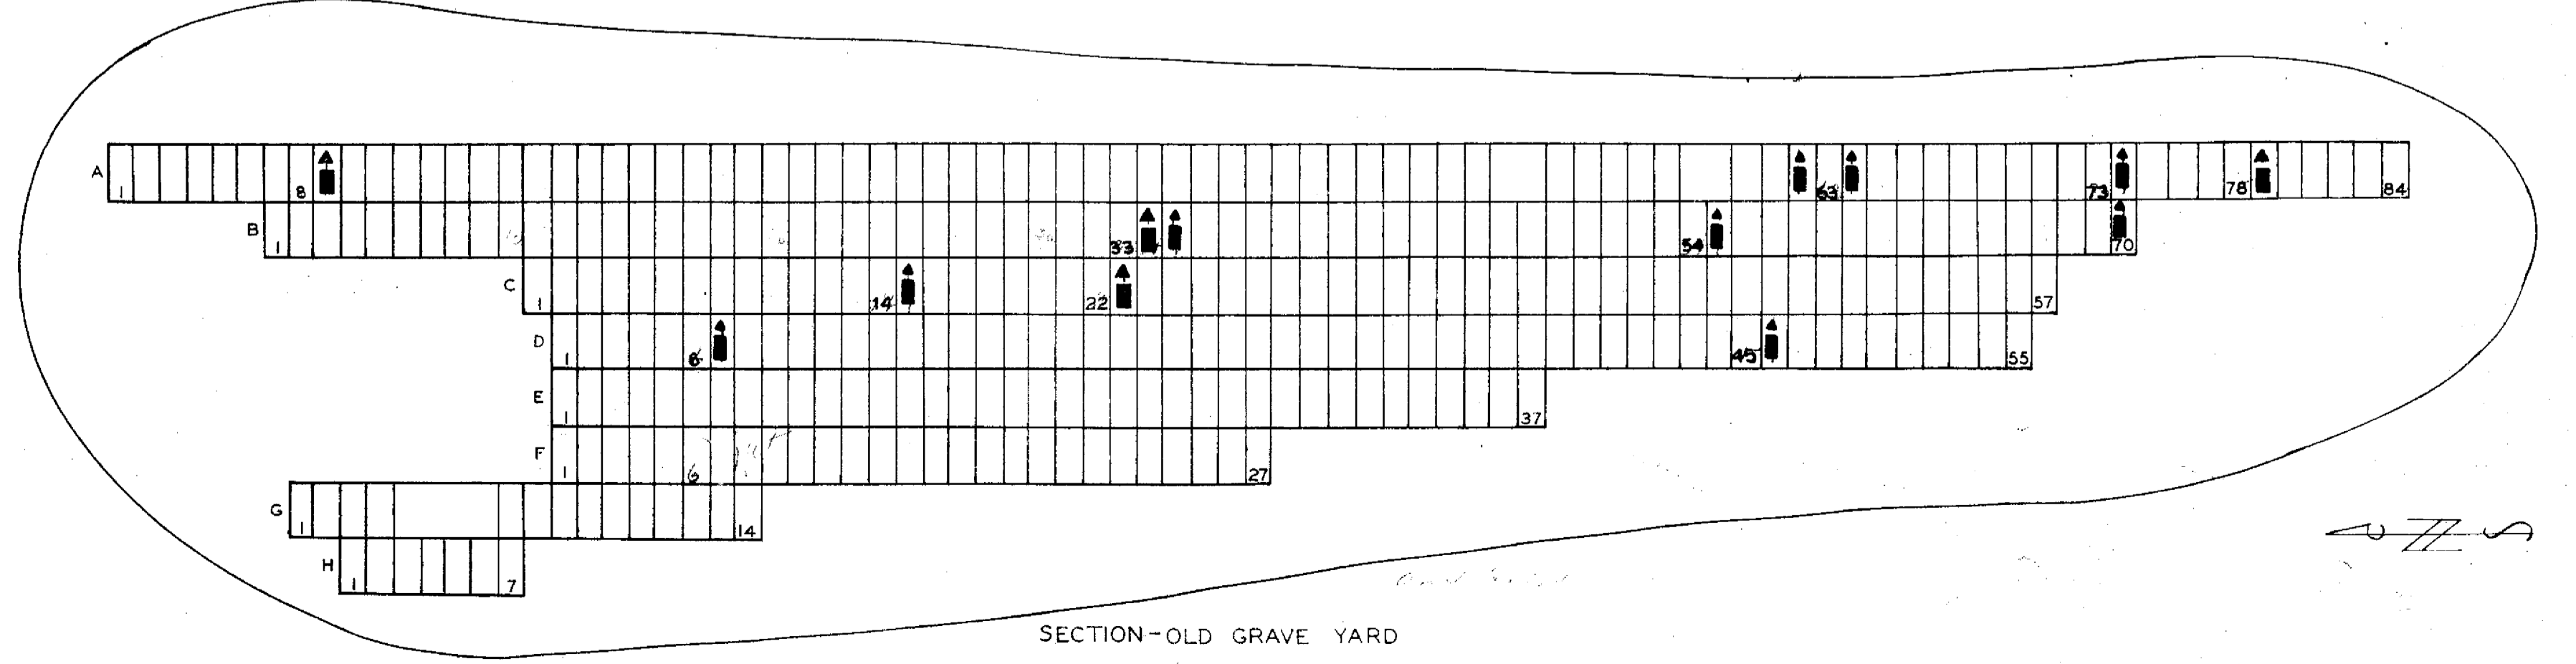 A 1 8 63 73 78 84
B 1 33 54 70
C 1 14 22 57
D 1 6 45 55
E 1 37
F 1 6 27
G 1 14
H 1 7
S
SECTION-OLD GRAVE YARD